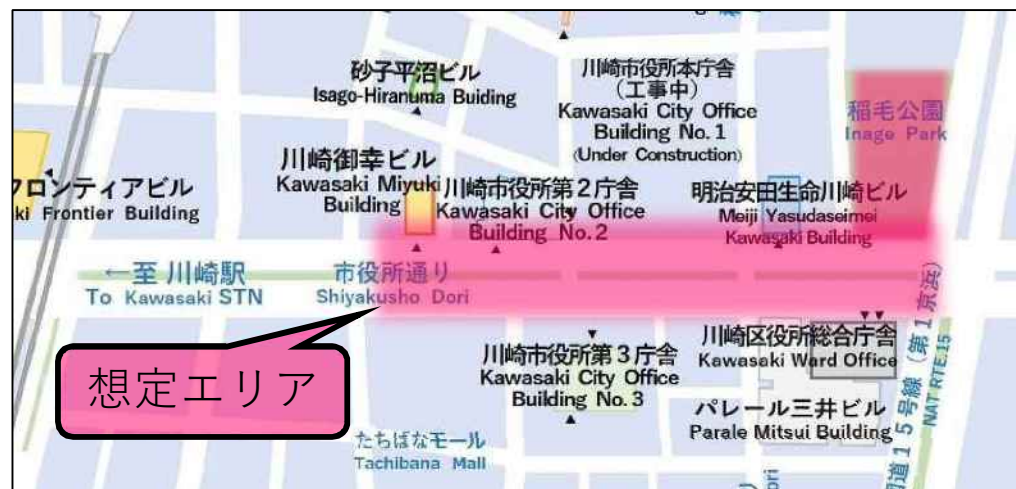 砂子平沼ビル
Isago-Hiranuma Buiding
川崎市役所本庁舎
(工事中)
Kawasaki City Office
Building No.1
(Under Construction)
稲毛公園
Inage Park
川崎御幸ビル
Kawasaki Miyuki
Building
フロンティアビル
ki Frontier Building
川崎市役所第2庁舎
Kawasaki City Office
Building No.2
明治安田生命川崎ビル
Meiji Yasudaseimei
Kawasaki Building
←至 川崎駅
To Kawasaki STN
市役所通り
Shiyakusho Dori
想定エリア
川崎市役所第3庁舎
Kawasaki City Office
Building No.3
川崎区役所総合庁舎
Kawasaki Ward Office
パレール三井ビル
Parale Mitsui Building
たちばなモール
Tachibana Mall
国道15号線(第1京浜)
NAT RTE.15